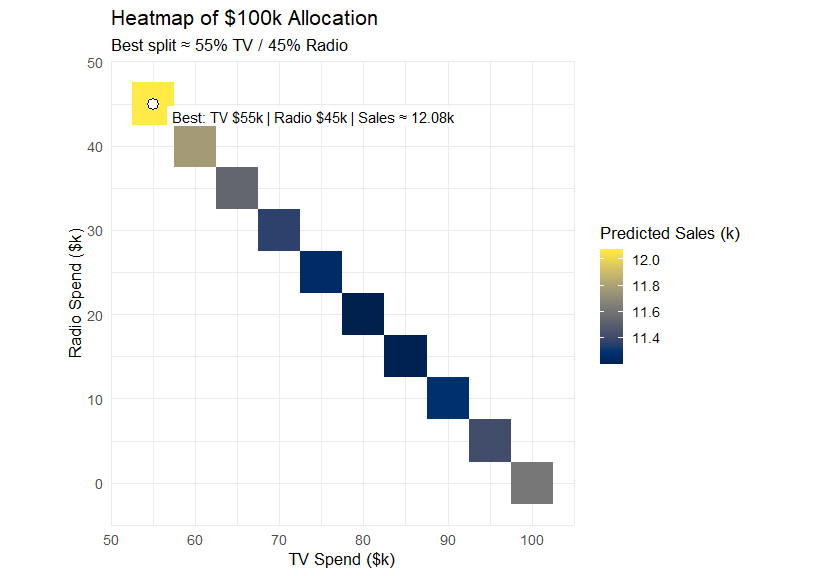 Heatmap of $100k Allocation
Best split ≈ 55% TV / 45% Radio
50
40
30
20
10
0
Radio Spend ($k)
Best: TV $55k | Radio $45k | Sales ≈ 12.08k
50
60
70
80
90
100
TV Spend ($k)
Predicted Sales (k)
12.0
11.8
11.6
11.4